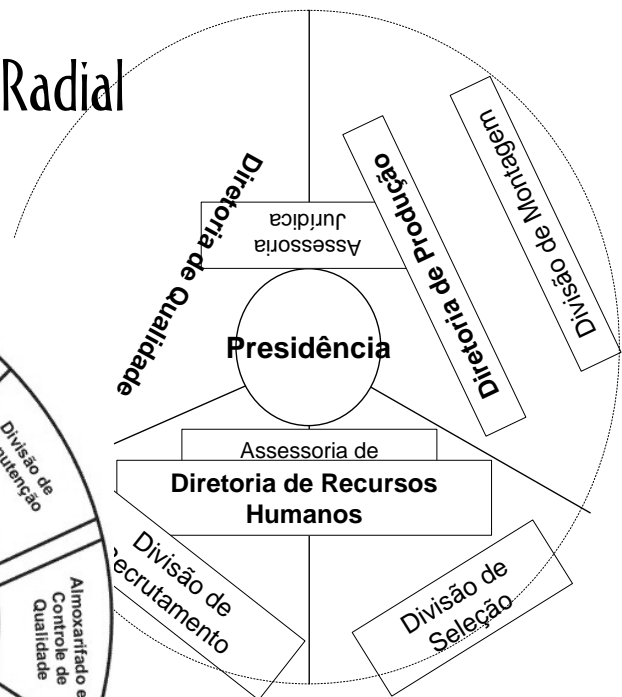 Radial
Diretoria de Qualidade
Assessoria
Jurídica
Diretoria de Produção
Divisão de Montagem
Presidência
Assessoria de
Diretoria de Recursos
Humanos
Divisão de
Recrutamento
Divisão de
Seleção
Divisão de
nutenção
Almoxarifado e
Controle de
Qualidade